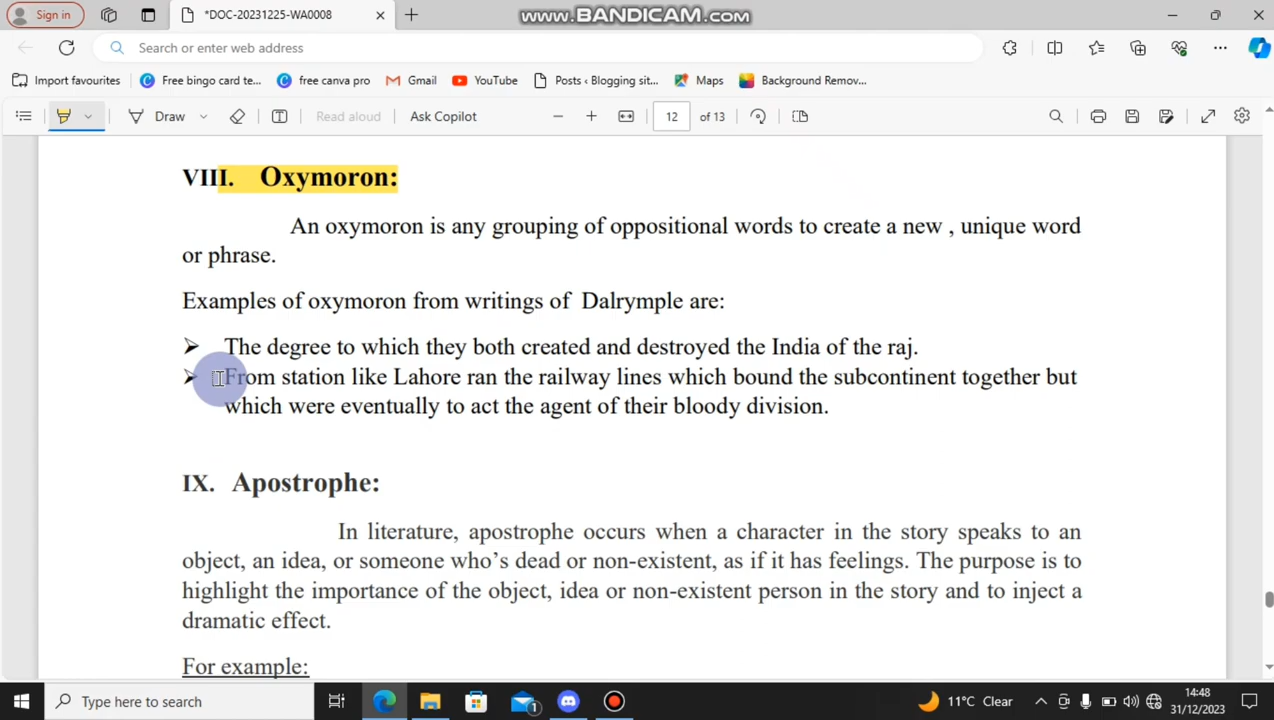 Sign in
*DOC-20231225-WA0008
www.BANDICAM.com
Search or enter web address
Import favourites
Free bingo card te...
free canva pro
Gmail
YouTube
Posts ‹ Blogging sit...
Maps
Background Remov...
Draw
Read aloud
Ask Copilot
12 of 13
VIII. Oxymoron:
An oxymoron is any grouping of oppositional words to create a new , unique word
or phrase.
Examples of oxymoron from writings of Dalrymple are:
➢ The degree to which they both created and destroyed the India of the raj.
➢ From station like Lahore ran the railway lines which bound the subcontinent together but
which were eventually to act the agent of their bloody division.
IX. Apostrophe:
In literature, apostrophe occurs when a character in the story speaks to an
object, an idea, or someone who's dead or non-existent, as if it has feelings. The purpose is to
highlight the importance of the object, idea or non-existent person in the story and to inject a
dramatic effect.
For example:
Type here to search
1
11°C Clear
14:48
31/12/2023